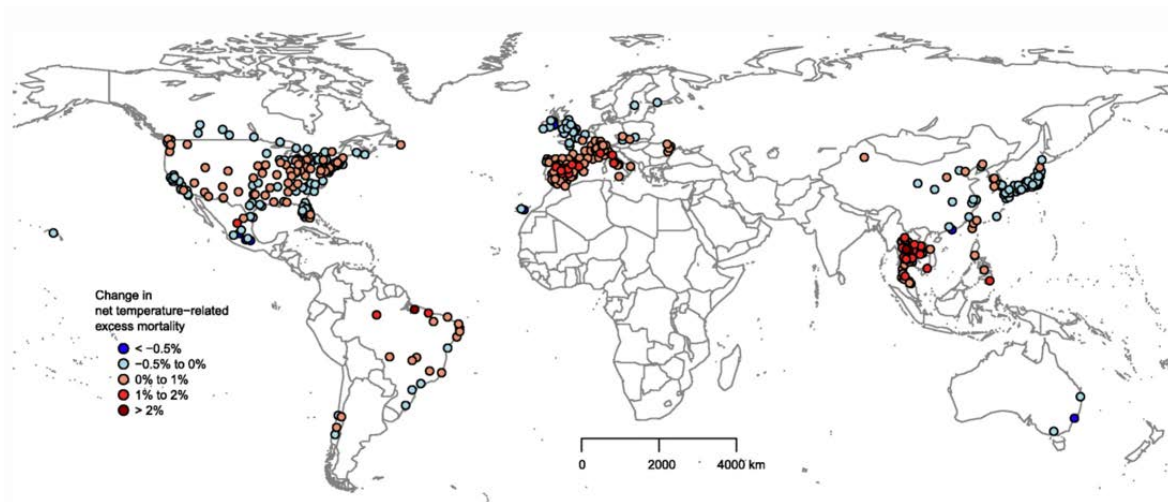 Change in
net temperature−related
excess mortality
< −0.5%
−0.5% to 0%
0% to 1%
1% to 2%
> 2%
0 2000 4000 km